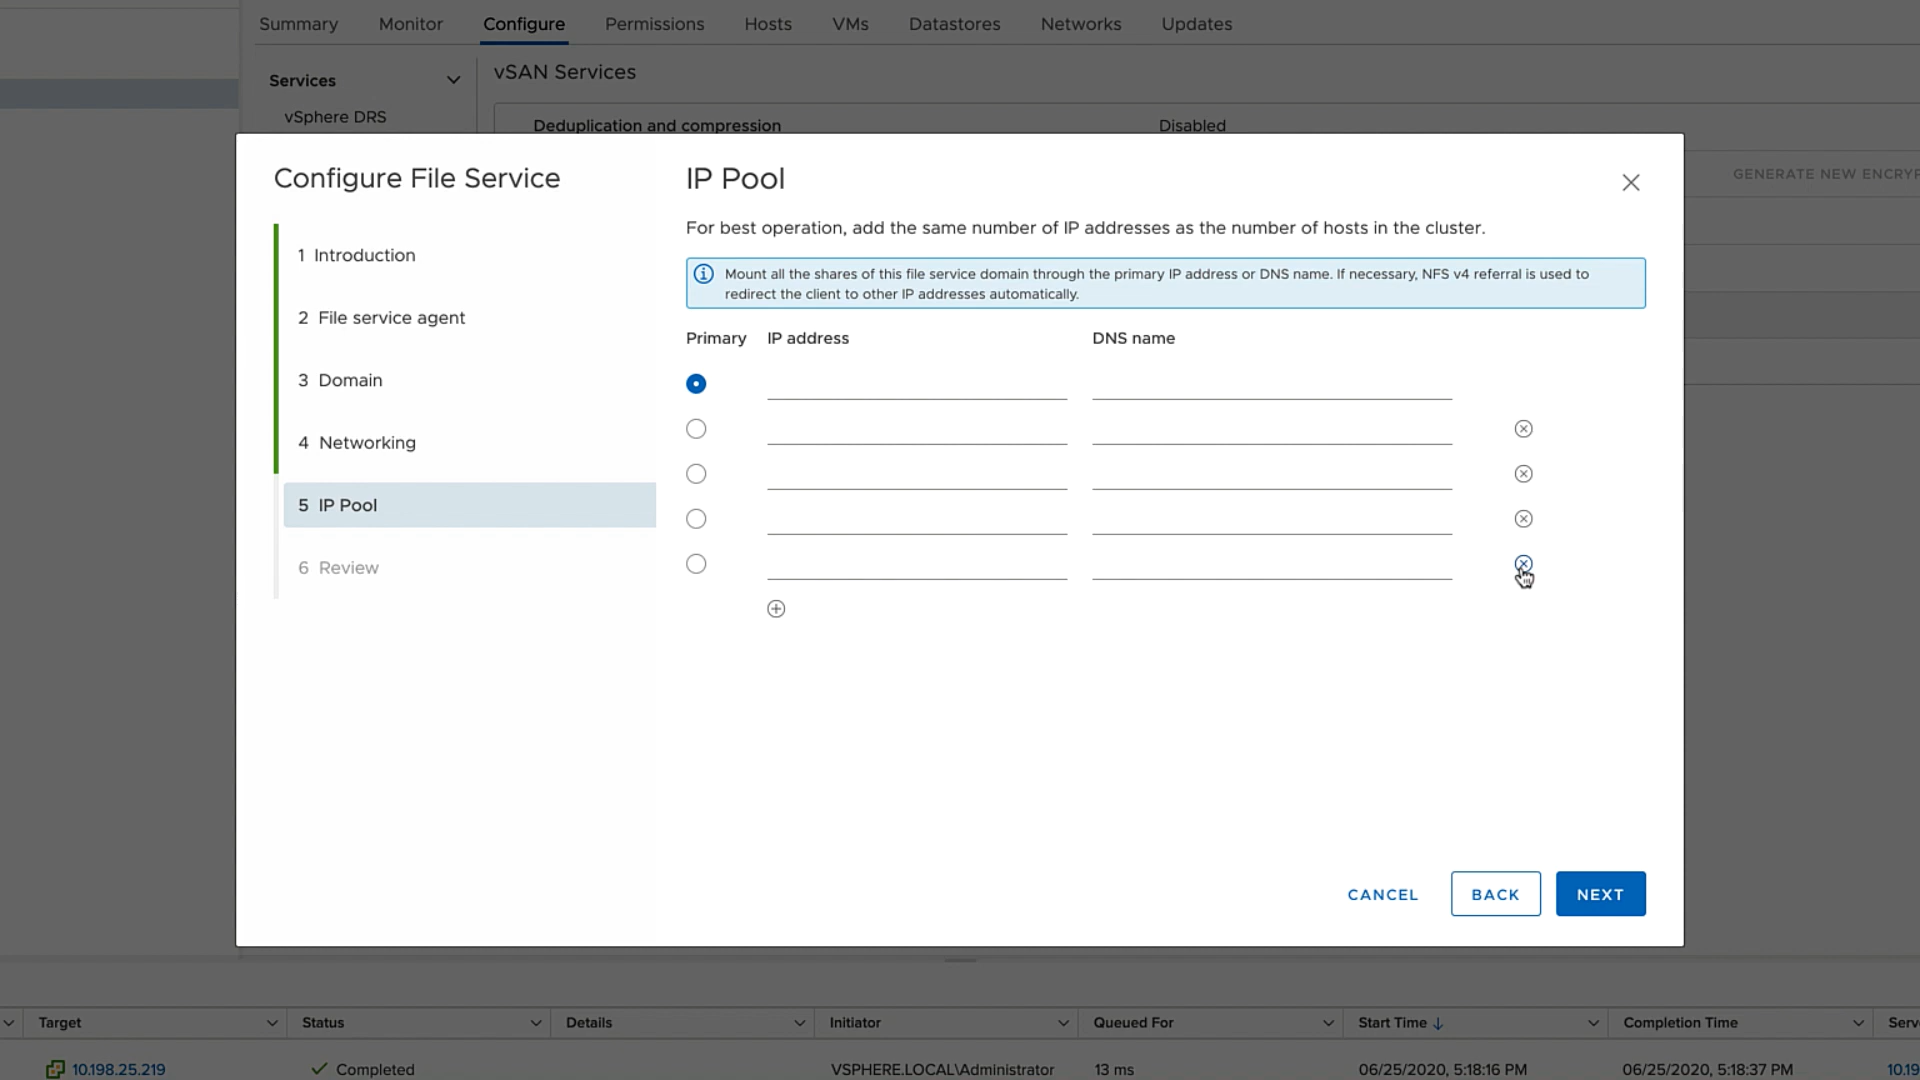 Summary Monitor Configure Permissions Hosts VMs Datastores Networks Updates
Services
vSAN Services
vSphere DRS
Deduplication and compression Disabled
GENERATE NEW ENCRYP
Configure File Service
1 Introduction
2 File service agent
3 Domain
4 Networking
5 IP Pool
6 Review
IP Pool
For best operation, add the same number of IP addresses as the number of hosts in the cluster.
Mount all the shares of this file service domain through the primary IP address or DNS name. If necessary, NFS v4 referral is used to
redirect the client to other IP addresses automatically.
Primary IP address DNS name
CANCEL BACK NEXT
Target Status Details Initiator Queued For Start Time Completion Time Serv
10.198.25.219 Completed VSPHERE.LOCAL\Administrator 13 ms 06/25/2020, 5:18:16 PM 06/25/2020, 5:18:37 PM 10.19